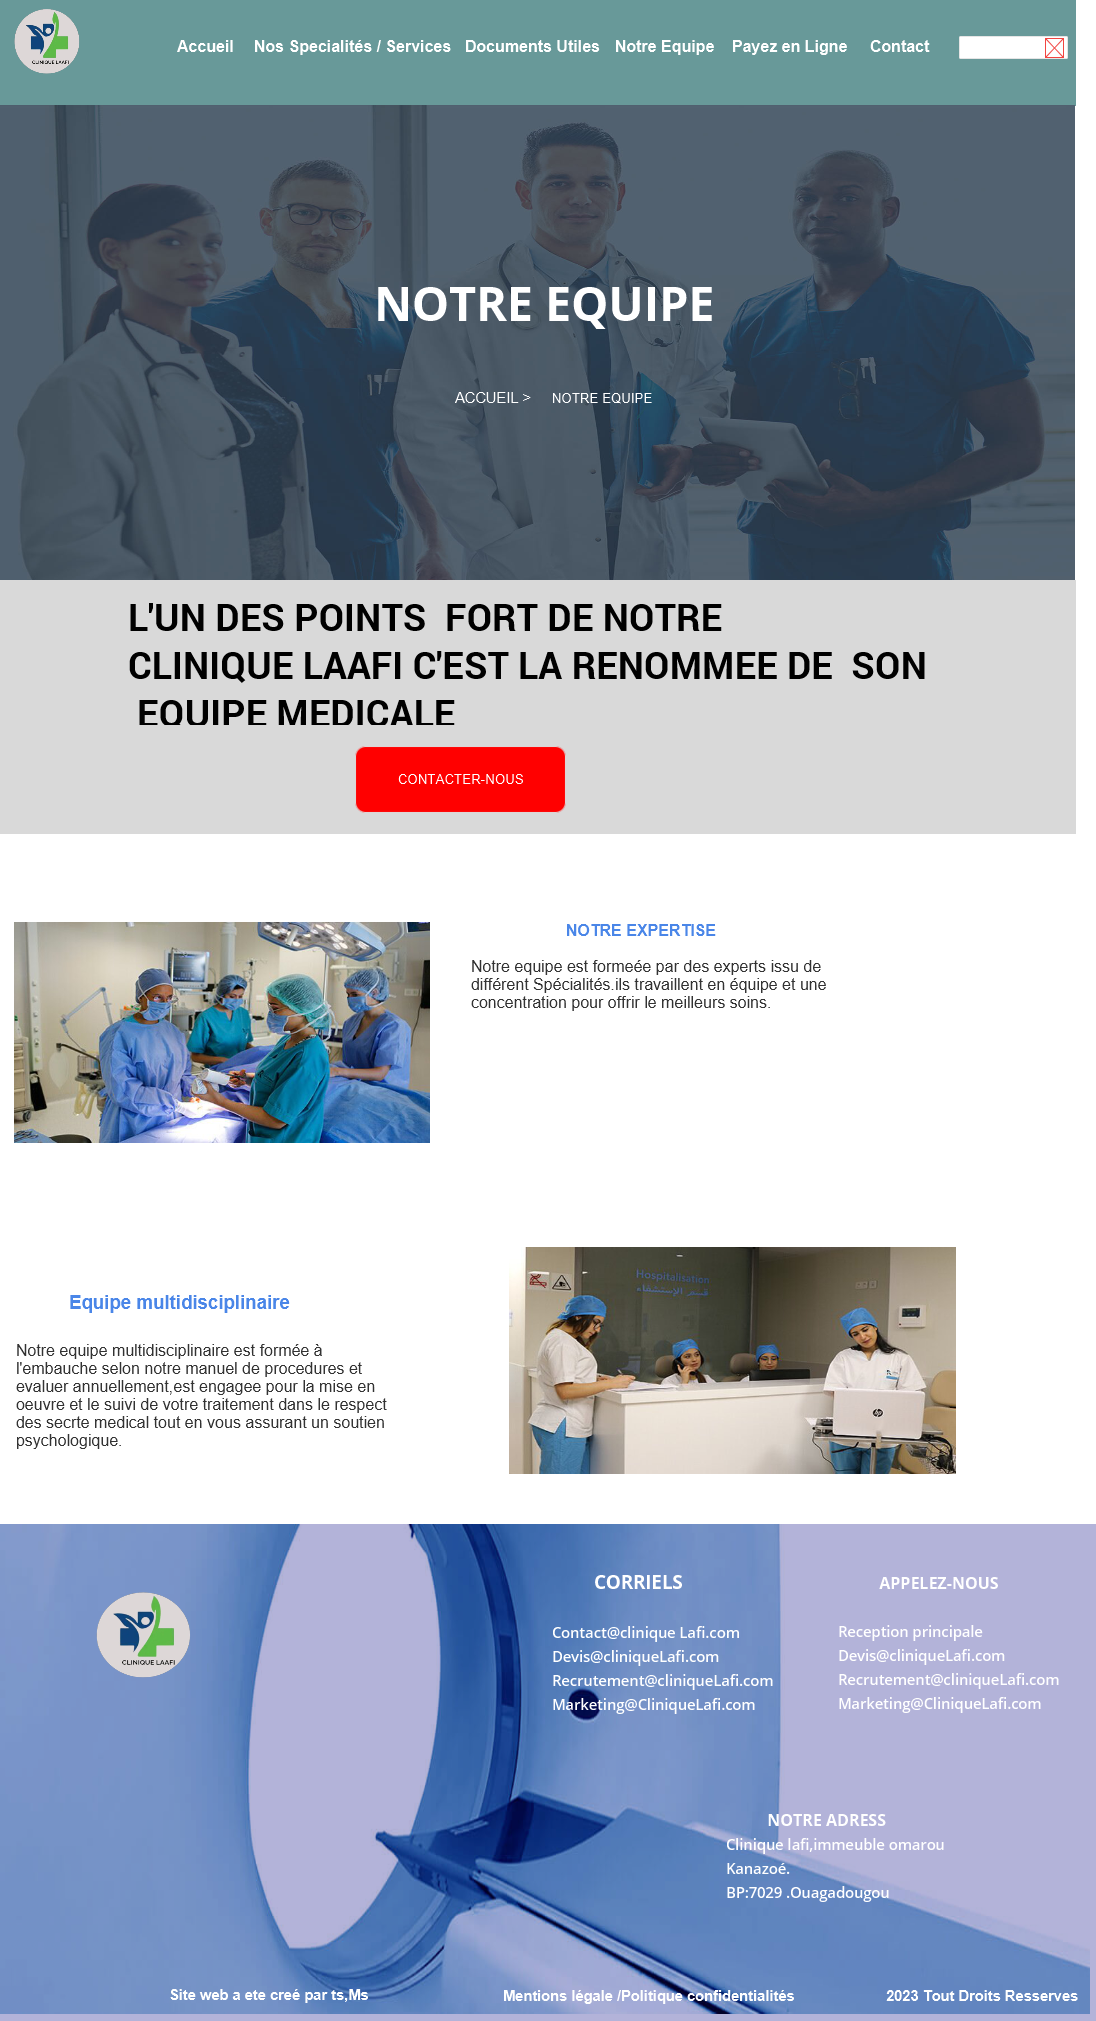 CLINIQUE LAAFI
Accueil Nos Specialités / Services Documents Utiles Notre Equipe Payez en Ligne Contact
NOTRE EQUIPE
ACCUEIL > NOTRE EQUIPE
L'UN DES POINTS FORT DE NOTRE
CLINIQUE LAAFI C'EST LA RENOMMEE DE SON
EQUIPE MEDICALE
CONTACTER-NOUS
NOTRE EXPERTISE
Notre equipe est formeée par des experts issu de
différent Spécialités.ils travaillent en équipe et une
concentration pour offrir le meilleurs soins.
Hospitalisation
قسم الإستشفاء
hp
Equipe multidisciplinaire
Notre equipe multidisciplinaire est formée à
l'embauche selon notre manuel de procedures et
evaluer annuellement,est engagee pour la mise en
oeuvre et le suivi de votre traitement dans le respect
des secrte medical tout en vous assurant un soutien
psychologique.
CLINIQUE LAAFI
CORRIELS
Contact@clinique Lafi.com
Devis@cliniqueLafi.com
Recrutement@cliniqueLafi.com
Marketing@CliniqueLafi.com
APPELEZ-NOUS
Reception principale
Devis@cliniqueLafi.com
Recrutement@cliniqueLafi.com
Marketing@CliniqueLafi.com
NOTRE ADRESS
Clinique lafi,immeuble omarou
Kanazoé.
BP:7029 .Ouagadougou
Site web a ete creé par ts,Ms
Mentions légale /Politique confidentialités
2023 Tout Droits Resserves